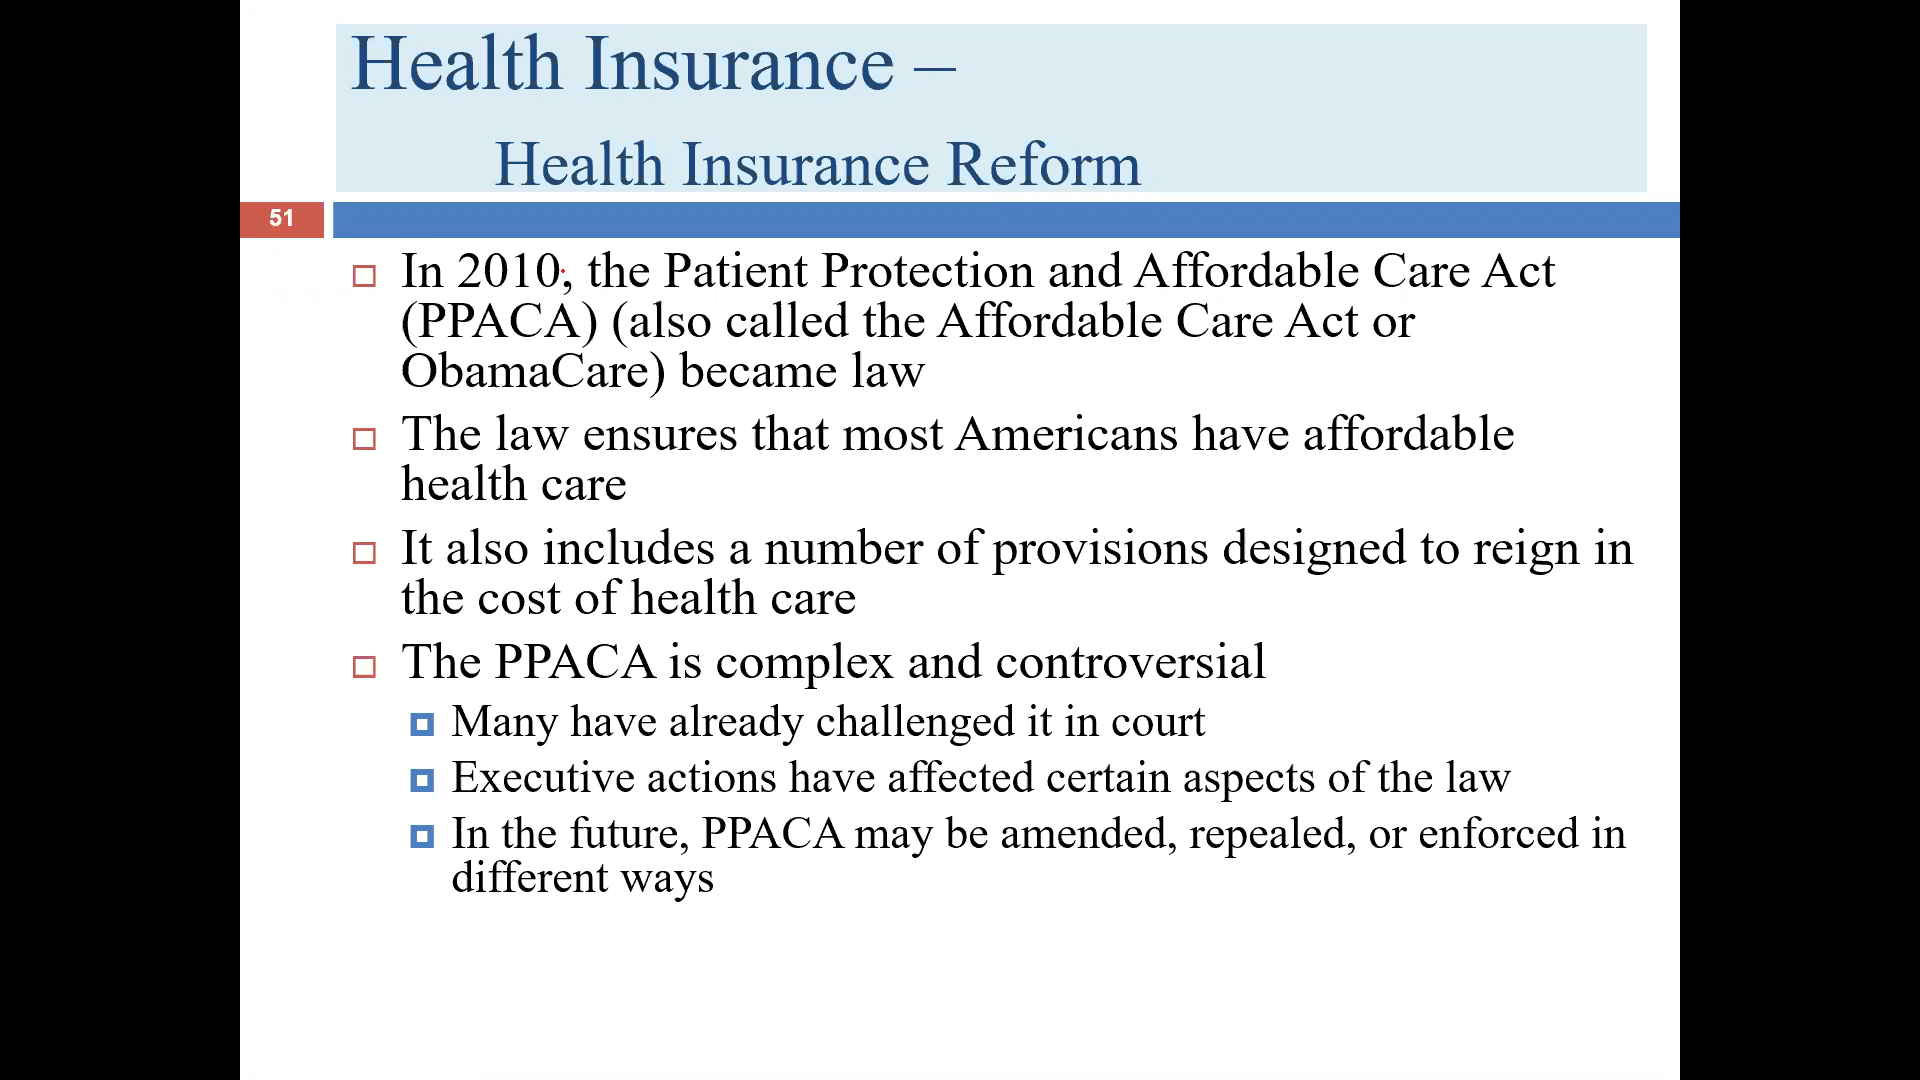 Health Insurance –
Health Insurance Reform
51
In 2010, the Patient Protection and Affordable Care Act
(PPACA) (also called the Affordable Care Act or
ObamaCare) became law
The law ensures that most Americans have affordable
health care
It also includes a number of provisions designed to reign in
the cost of health care
The PPACA is complex and controversial
Many have already challenged it in court
Executive actions have affected certain aspects of the law
In the future, PPACA may be amended, repealed, or enforced in
different ways